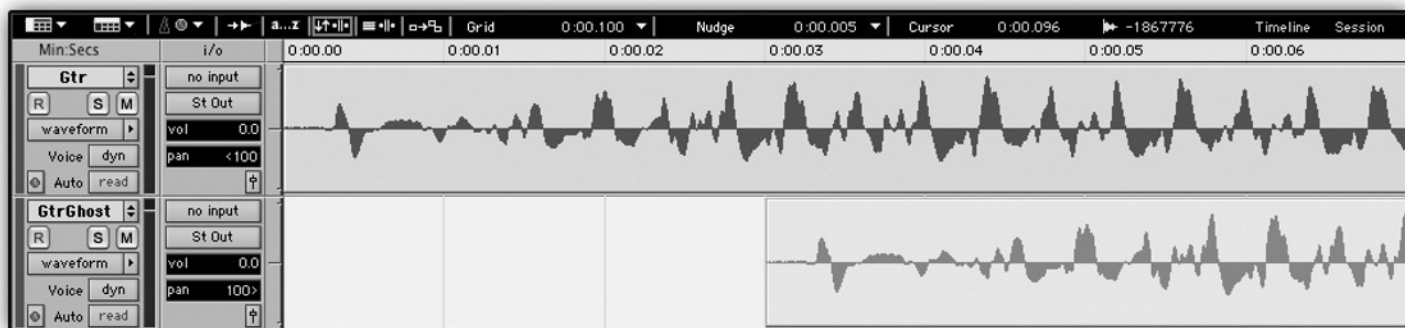 a...z Grid 0:00.100 Nudge 0:00.005 Cursor 0:00.096 -1867776 Timeline Session
Min:Secs i/o 0:00.00 0:00.01 0:00.02 0:00.03 0:00.04 0:00.05 0:00.06
Gtr no input
R S M St Out
waveform vol 0.0
Voice dyn pan <100
Auto read
GtrGhost no input
R S M St Out
waveform vol 0.0
Voice dyn pan 100>
Auto read